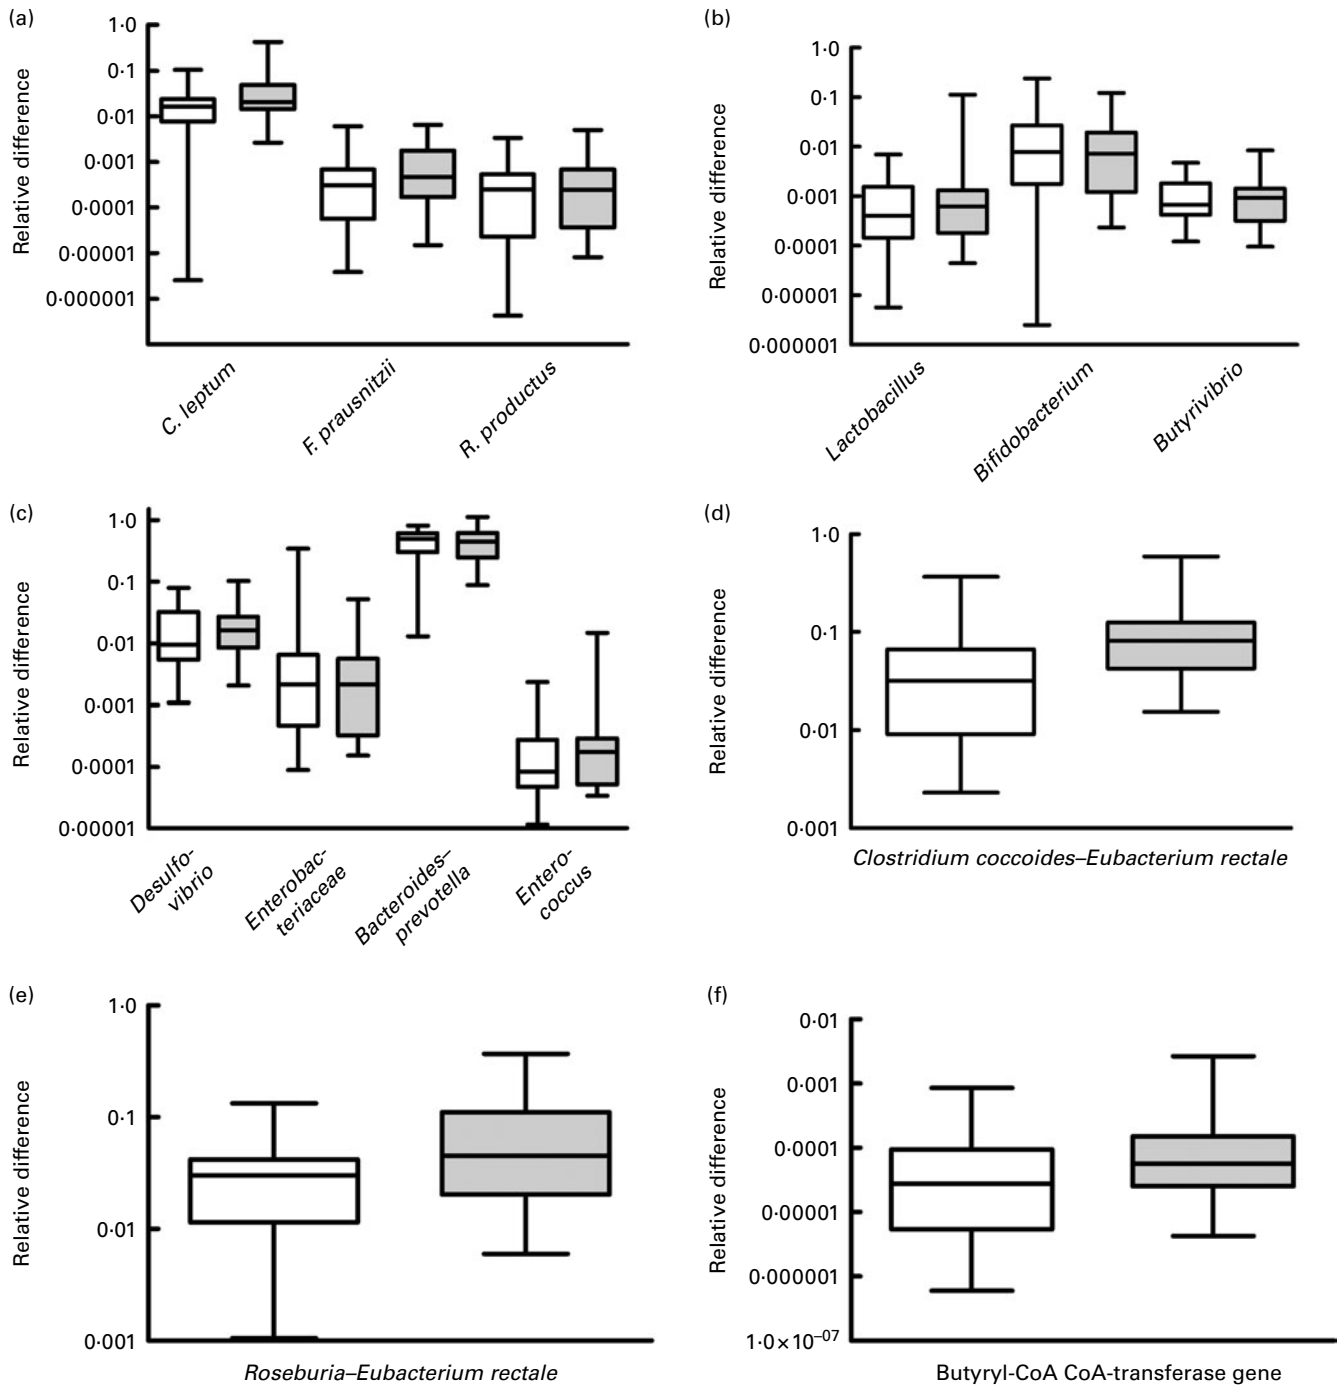 (a)
1·0
0·1
0·01
0·001
0·0001
0·00001
0·000001
Relative difference
C. leptum
F. prausnitzii
R. productus
(b)
1·0
0·1
0·01
0·001
0·0001
0·00001
0·000001
Relative difference
Lactobacillus
Bifidobacterium
Butyrivibrio
(c)
1·0
0·1
0·01
0·001
0·0001
0·00001
Relative difference
Desulfo-
vibrio
Enterobac-
teriaceae
Bacteroides–
prevotella
Entero-
coccus
(d)
1·0
0·1
0·01
0·001
Relative difference
Clostridium coccoides–Eubacterium rectale
(e)
1·0
0·1
0·01
0·001
Relative difference
Roseburia–Eubacterium rectale
(f)
0·01
0·001
0·0001
0·00001
0·000001
1·0×10⁻⁰⁷
Relative difference
Butyryl-CoA CoA-transferase gene